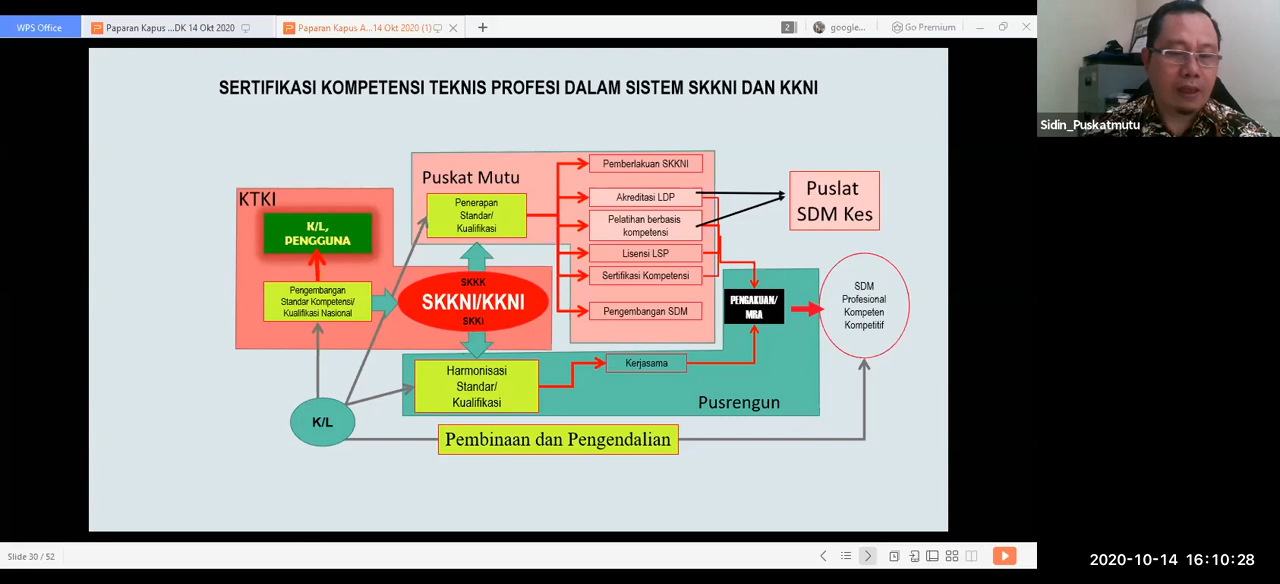 WPS Office
Paparan Kapus ...DK 14 Okt 2020
Paparan Kapus A...14 Okt 2020 (1)
2
google...
Go Premium
Sidin_Puskatmutu
SERTIFIKASI KOMPETENSI TEKNIS PROFESI DALAM SISTEM SKKNI DAN KKNI
KTKI
K/L,
PENGGUNA
Pengembangan
Standar Kompetensi/
Kualifikasi Nasional
Puskat Mutu
Penerapan
Standar/
Kualifikasi
SKKK
SKKNI/KKNI
SKKI
Pemberlakuan SKKNI
Akreditasi LDP
Pelatihan berbasis
kompetensi
Lisensi LSP
Sertifikasi Kompetensi
Pengembangan SDM
Puslat
SDM Kes
PENGAKUAN/
MRA
SDM
Profesional
Kompeten
Kompetitif
Harmonisasi
Standar/
Kualifikasi
Kerjasama
Pusrengun
K/L
Pembinaan dan Pengendalian
Slide 30 / 52
2020-10-14 16:10:28